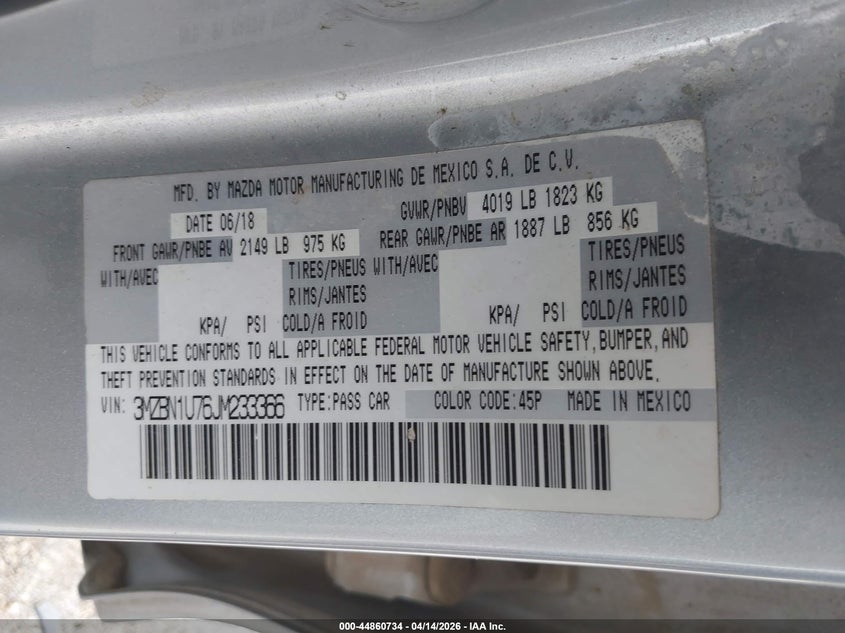 MFD. BY MAZDA MOTOR MANUFACTURING DE MEXICO S.A. DE C.V.
DATE 06/18 GVWR/PNBV 4019 LB 1823 KG
FRONT GAWR/PNBE AV 2149 LB 975 KG REAR GAWR/PNBE AR 1887 LB 856 KG
WITH/AVEC TIRES/PNEUS WITH/AVEC TIRES/PNEUS
RIMS/JANTES RIMS/JANTES
KPA/ PSI COLD/A FROID KPA/ PSI COLD/A FROID
THIS VEHICLE CONFORMS TO ALL APPLICABLE FEDERAL MOTOR VEHICLE SAFETY, BUMPER, AND
THEFT PREVENTION STANDARDS IN EFFECT ON THE DATE OF MANUFACTURE SHOWN ABOVE.
VIN: 3MZBN1U76JM233366 TYPE:PASS CAR COLOR CODE:45P MADE IN MEXICO
000-44860734 - 04/14/2026 - IAA Inc.